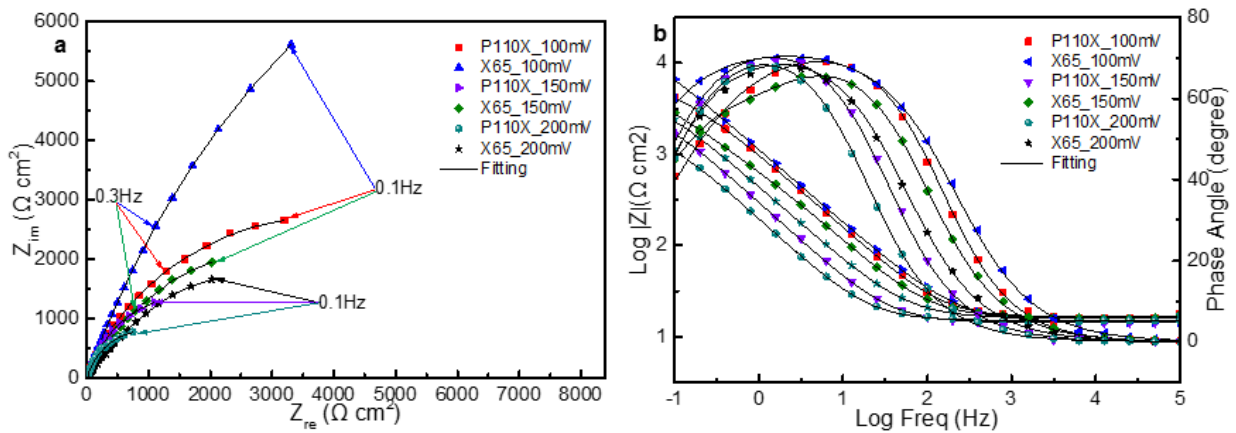 a
6000
5000
4000
3000
2000
1000
0
Z_im (Ω cm²)
0 1000 2000 3000 4000 5000 6000 7000 8000
Z_re (Ω cm²)
P110X_100mV
X65_100mV
P110X_150mV
X65_150mV
P110X_200mV
X65_200mV
Fitting
0.3Hz
0.1Hz
0.1Hz
b
4
3
2
1
Log |Z|(Ω cm2)
-1 0 1 2 3 4 5
Log Freq (Hz)
80
60
40
20
0
Phase Angle (degree)
P110X_100mV
X65_100mV
P110X_150mV
X65_150mV
P110X_200mV
X65_200mV
Fitting